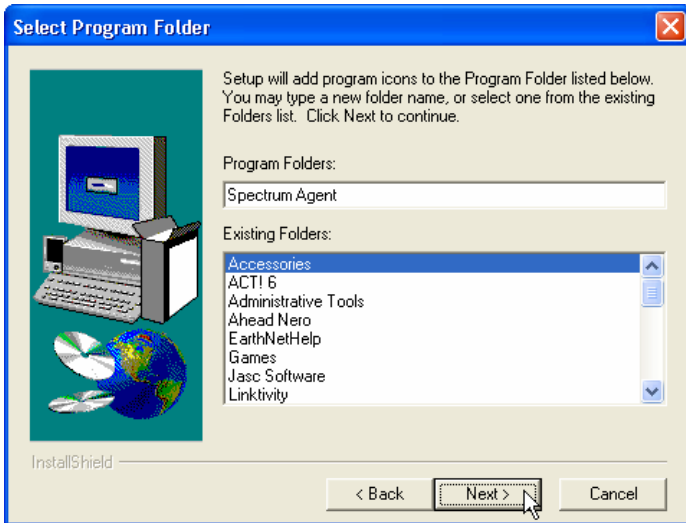 Select Program Folder
Setup will add program icons to the Program Folder listed below.
You may type a new folder name, or select one from the existing
Folders list. Click Next to continue.
Program Folders:
Spectrum Agent
Existing Folders:
Accessories
ACT! 6
Administrative Tools
Ahead Nero
EarthNetHelp
Games
Jasc Software
Linktivity
InstallShield
< Back
Next >
Cancel